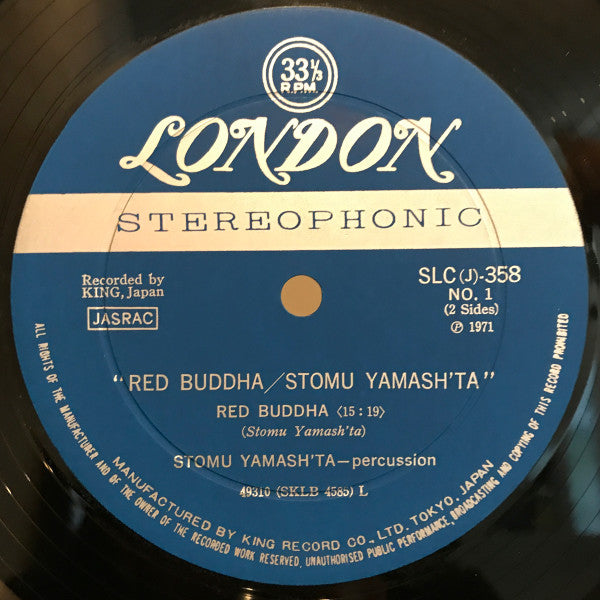 33⅓
R.P.M.
LONDON
STEREOPHONIC
Recorded by
KING, Japan
JASRAC
SLC (J)-358
NO. 1
(2 Sides)
Ⓟ 1971
"RED BUDDHA/STOMU YAMASH'TA"
RED BUDDHA ⟨15:19⟩
(Stomu Yamash'ta)
STOMU YAMASH'TA—percussion
49310 (SKLB 4585) L
MANUFACTURED BY KING RECORD CO., LTD. TOKYO, JAPAN
ALL RIGHTS OF THE MANUFACTURER AND OF THE OWNER OF THE RECORDED WORK RESERVED, UNAUTHORISED PUBLIC PERFORMANCE, BROADCASTING AND COPYING OF THIS RECORD PROHIBITED